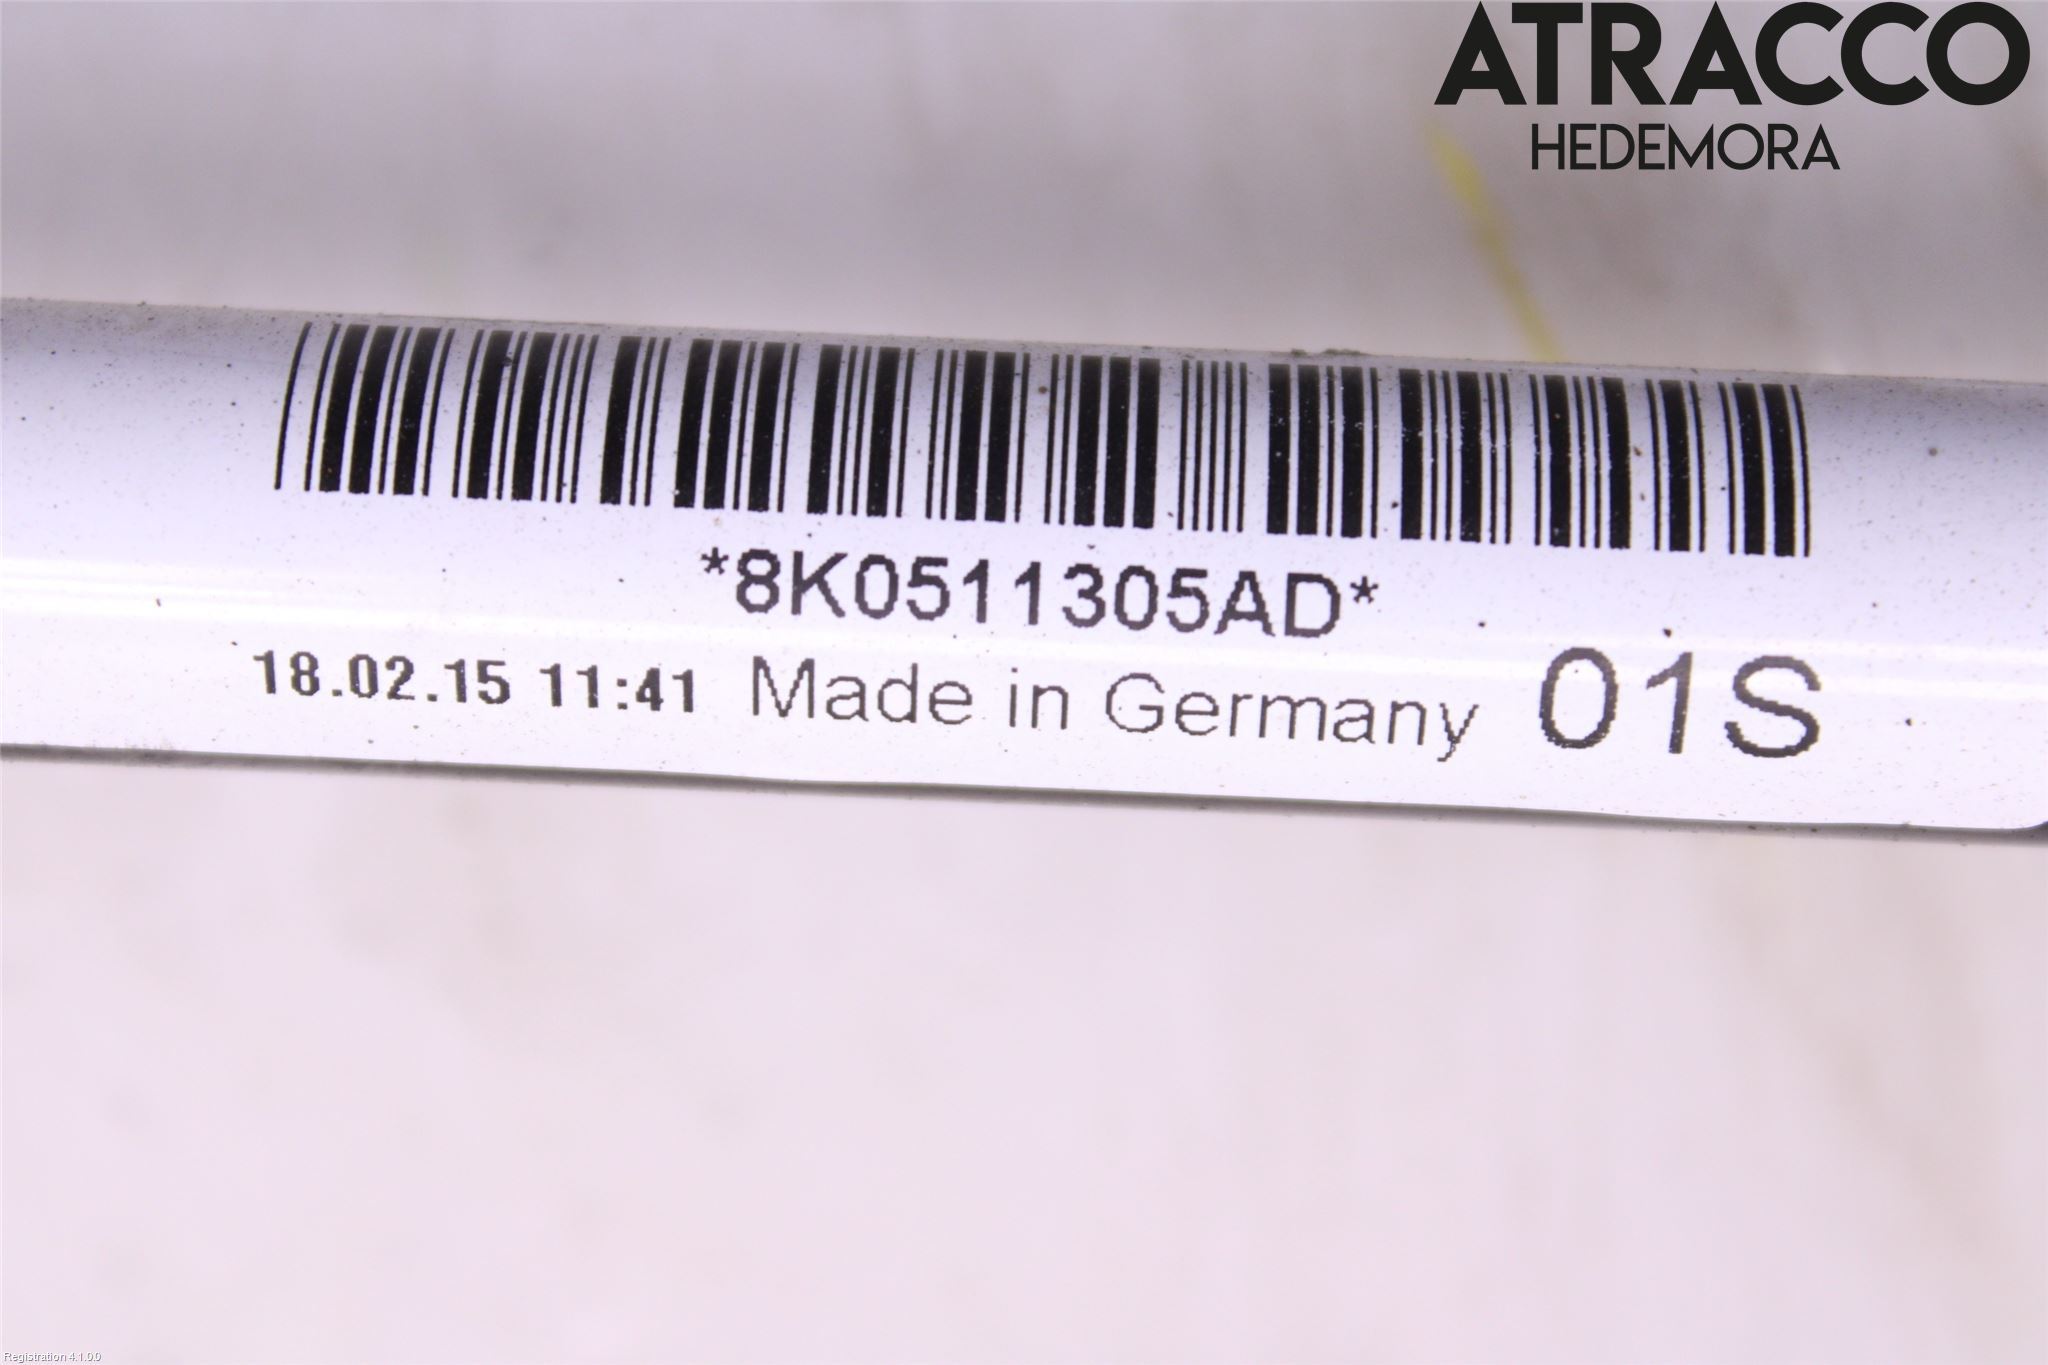 ATRACCO
HEDEMORA
*8K0511305AD*
18.02.15 11:41 Made in Germany 01S
Registration 4.1.0.0